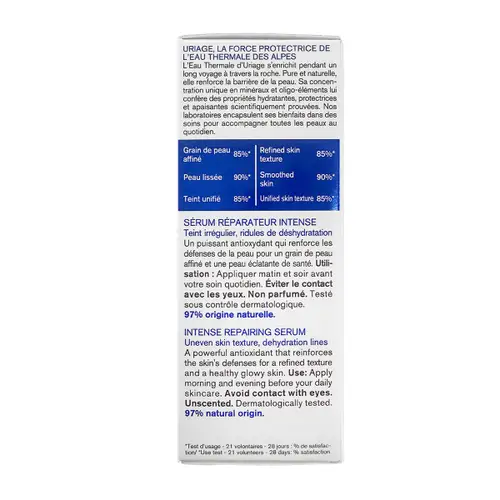 URIAGE, LA FORCE PROTECTRICE DE
L'EAU THERMALE DES ALPES
L'Eau Thermale d'Uriage s'enrichit pendant un
long voyage à travers la roche. Pure et naturelle,
elle renforce la barrière de la peau. Sa concen-
tration unique en minéraux et oligo-éléments lui
confère des propriétés hydratantes, protectrices
et apaisantes scientifiquement prouvées. Nos
laboratoires encapsulent ses bienfaits dans des
soins pour accompagner toutes les peaux au
quotidien.
Grain de peau affiné 85%*
Refined skin texture 85%*
Peau lissée 90%*
Smoothed skin 90%*
Teint unifié 85%*
Unified skin texture 85%*
SÉRUM RÉPARATEUR INTENSE
Teint irrégulier, ridules de déshydratation
Un puissant antioxydant qui renforce les
défenses de la peau pour un grain de peau
affiné et une peau éclatante de santé. Utili-
sation : Appliquer matin et soir avant
votre soin quotidien. Éviter le contact
avec les yeux. Non parfumé. Testé
sous contrôle dermatologique.
97% origine naturelle.
INTENSE REPAIRING SERUM
Uneven skin texture, dehydration lines
A powerful antioxidant that reinforces
the skin's defenses for a refined texture
and a healthy glowy skin. Use: Apply
morning and evening before your daily
skincare. Avoid contact with eyes.
Unscented. Dermatologically tested.
97% natural origin.
*Test d'usage - 21 volontaires - 28 jours : % de satisfac-
tion/ *Use test - 21 volunteers - 28 days: % satisfaction